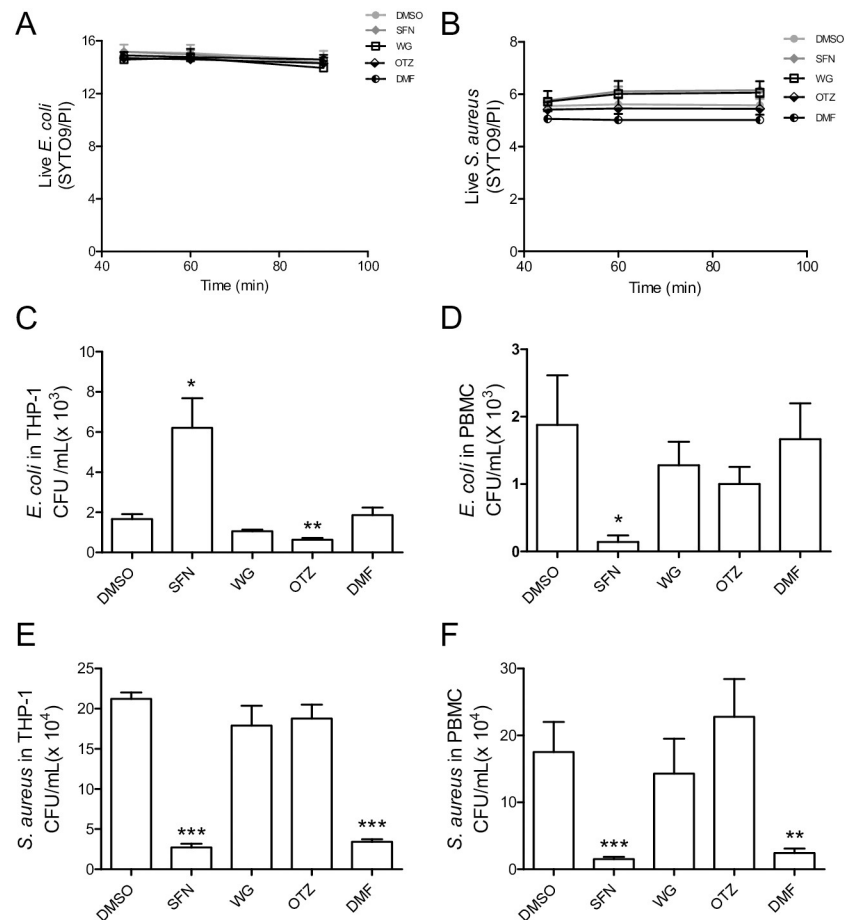 A
DMSO
SFN
WG
OTZ
DMF
16
12
8
4
0
40
60
80
100
Live E. coli
(SYTO9/PI)
Time (min)
B
DMSO
SFN
WG
OTZ
DMF
8
6
4
2
0
40
60
80
100
Live S. aureus
(SYTO9/PI)
Time (min)
C
10
8
6
4
2
0
E. coli in THP-1
CFU /mL(x 10³)
*
**
DMSO
SFN
WG
OTZ
DMF
D
3
2
1
0
E. coli in PBMC
CFU/mL(X 10³)
*
DMSO
SFN
WG
OTZ
DMF
E
25
20
15
10
5
0
S. aureus in THP-1
CFU/mL(x 10⁴)
***
***
DMSO
SFN
WG
OTZ
DMF
F
30
20
10
0
S. aureus in PBMC
CFU/mL(x 10⁴)
***
**
DMSO
SFN
WG
OTZ
DMF